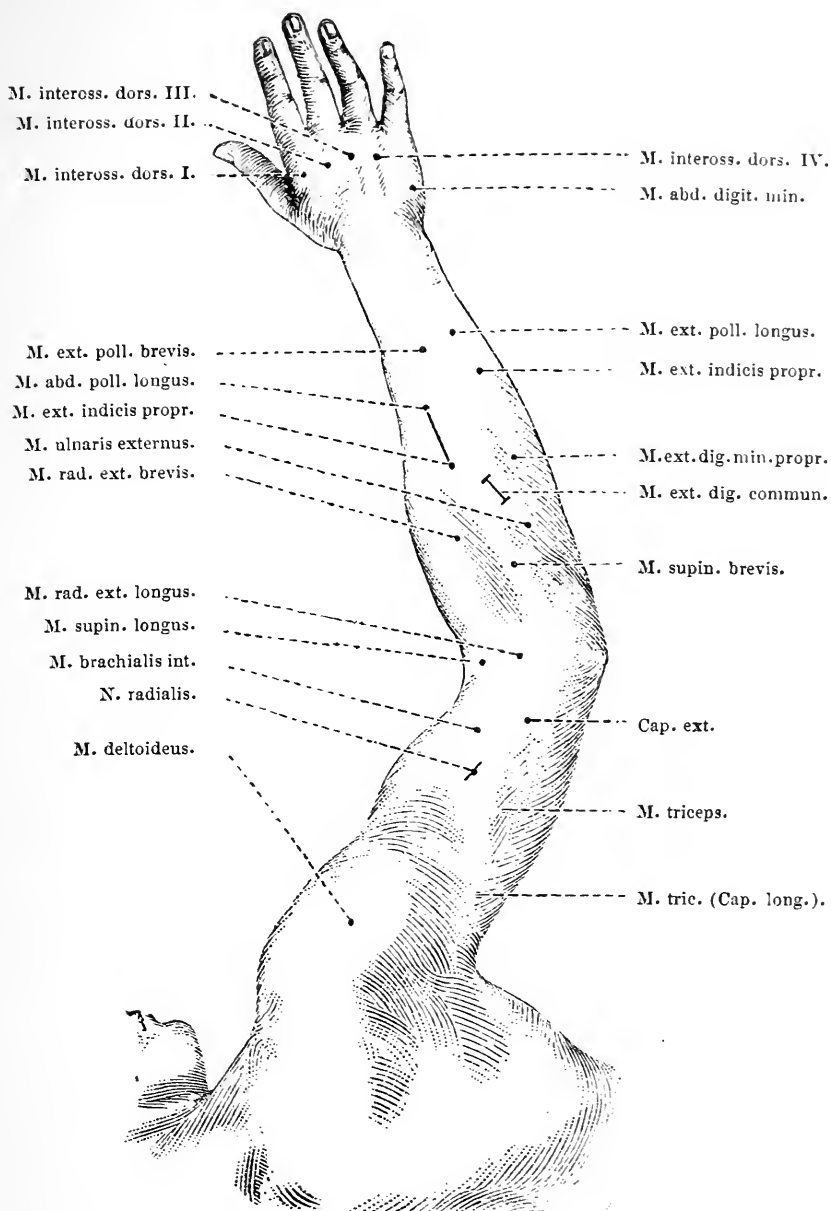 M. inteross. dors. III.
M. inteross. dors. II.
M. inteross. dors. I.
M. ext. poll. brevis.
M. abd. poll. longus.
M. ext. indicis propr.
M. ulnaris externus.
M. rad. ext. brevis.
M. rad. ext. longus.
M. supin. longus.
M. brachialis int.
N. radialis.
M. deltoideus.
M. inteross. dors. IV.
M. abd. digit. min.
M. ext. poll. longus.
M. ext. indicis propr.
M.ext.dig.min.propr.
M. ext. dig. commun.
M. supin. brevis.
Cap. ext.
M. triceps.
M. tric. (Cap. long.).